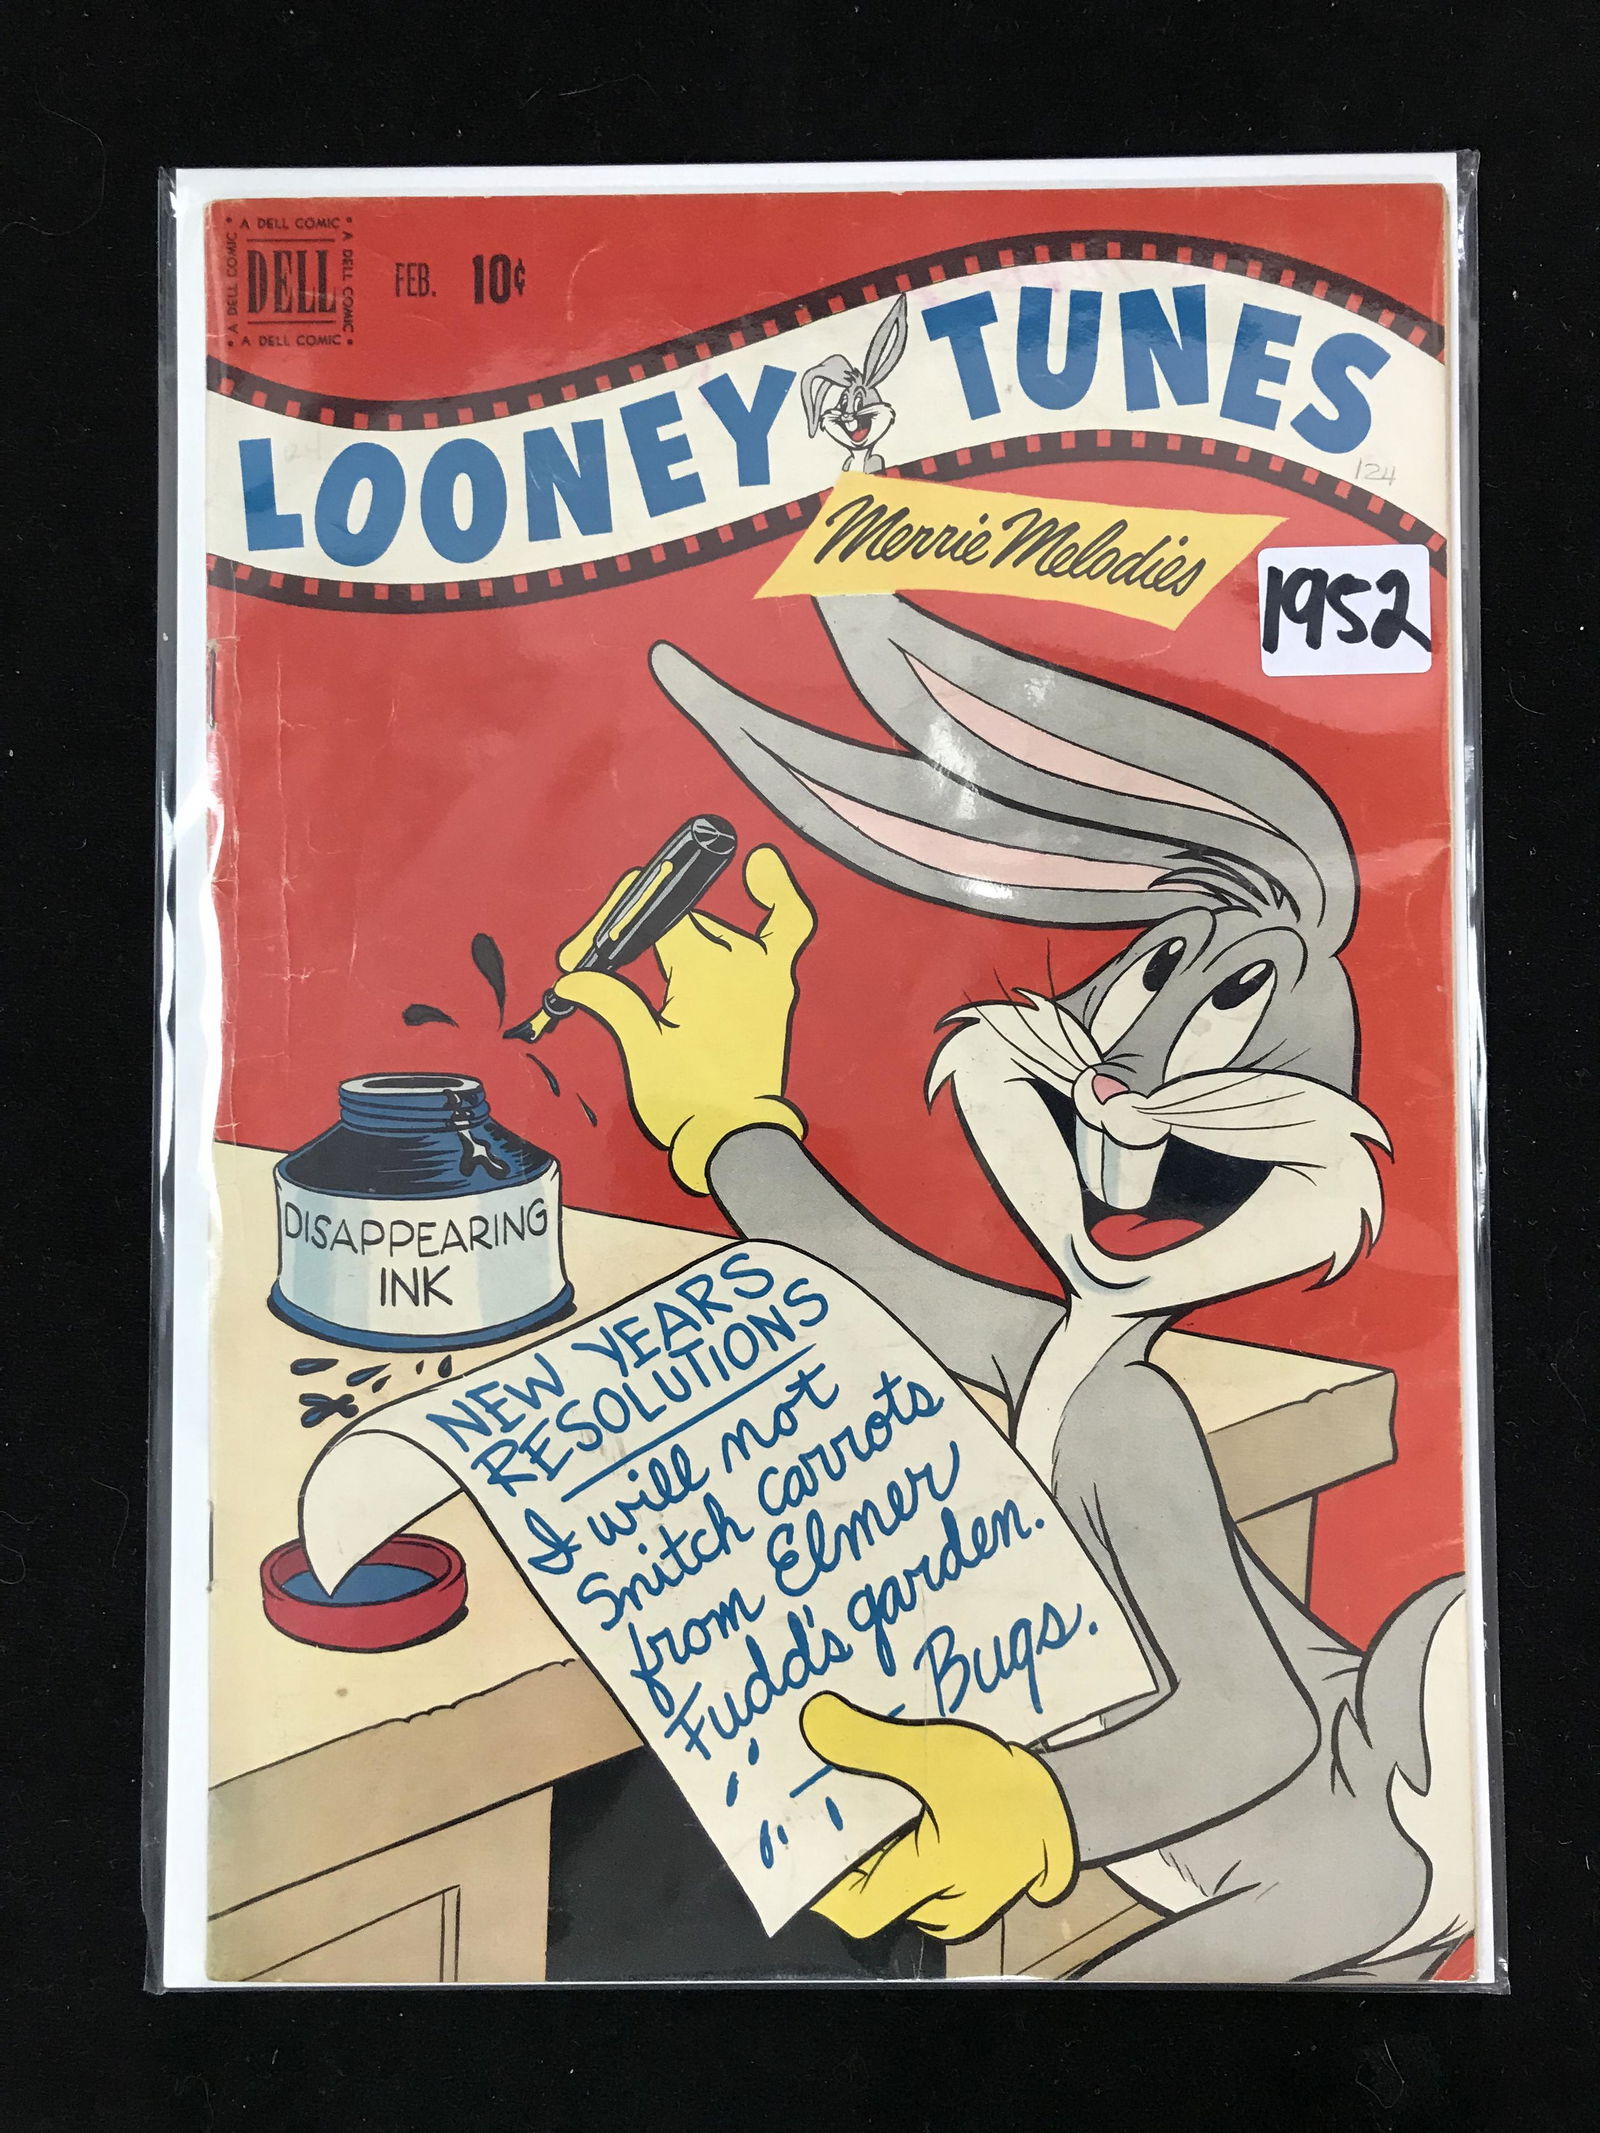 A DELL COMIC
A DELL COMIC
DELL
A DELL COMIC
A DELL COMIC
FEB. 10¢
LOONEY TUNES
124
Merrie Melodies
1952
DISAPPEARING
INK
NEW YEARS
RESOLUTIONS
I will not
Snitch carrots
from Elmer
Fudd's garden.
- Bugs.